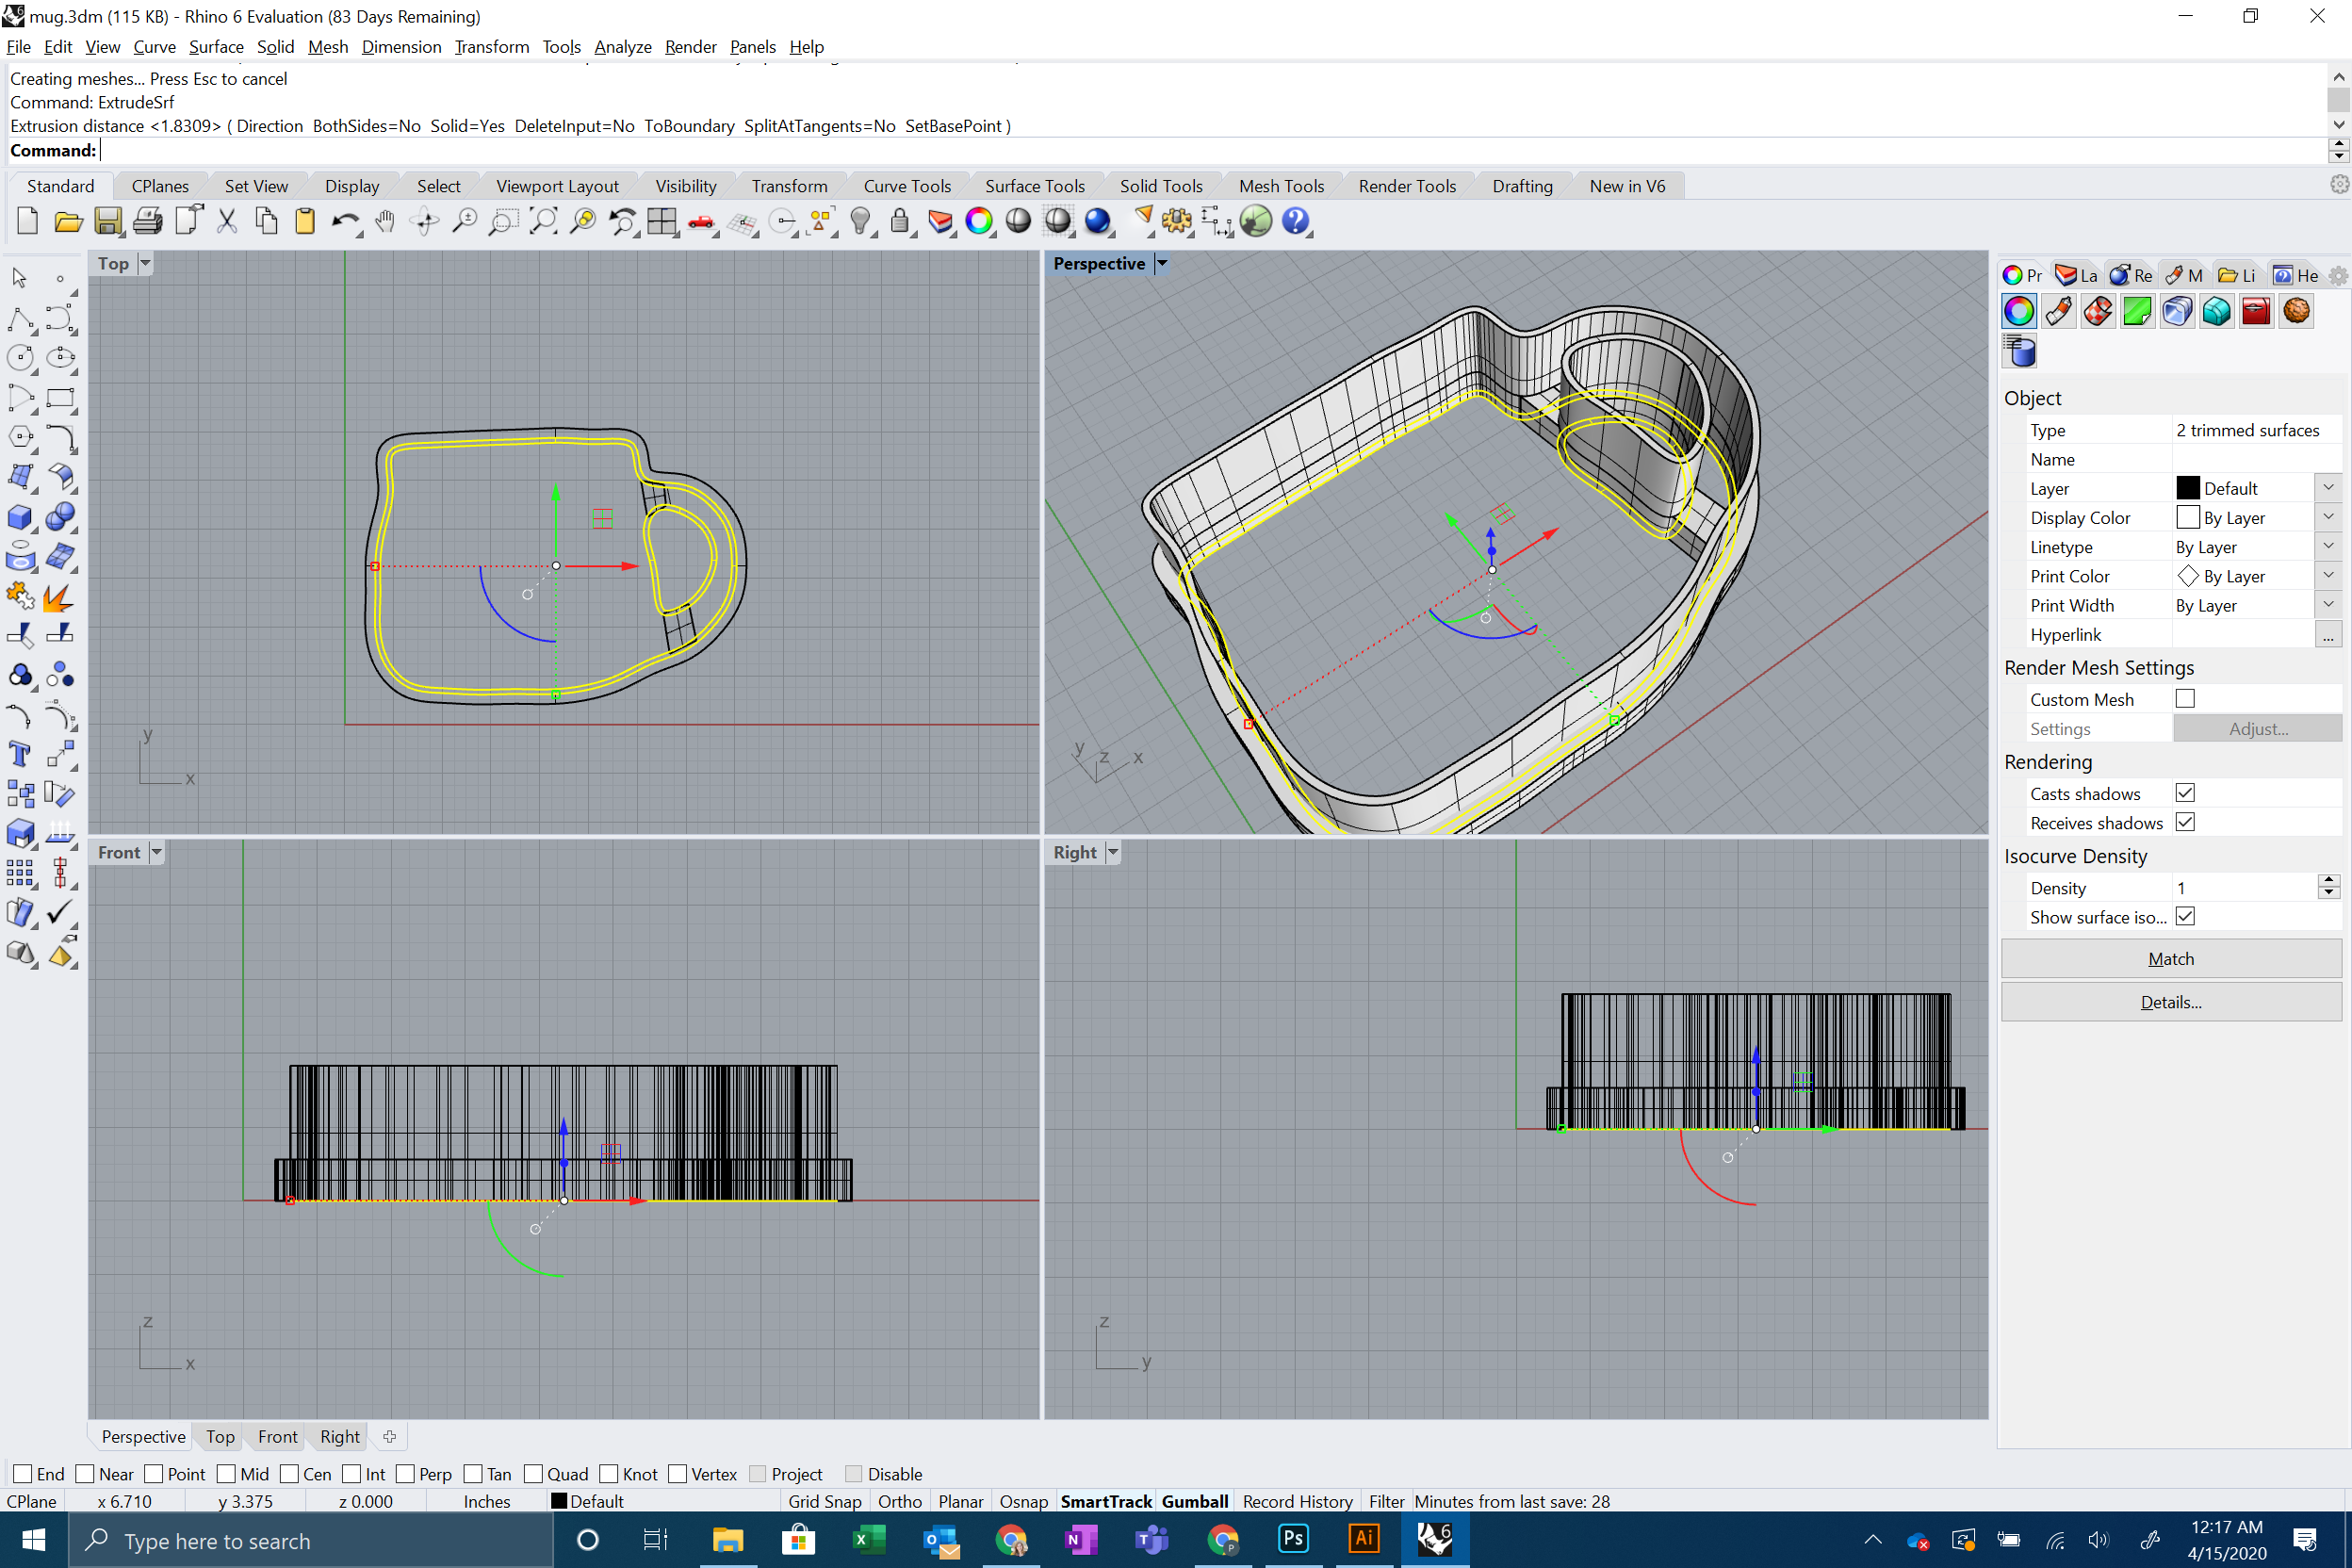 mug.3dm (115 KB) - Rhino 6 Evaluation (83 Days Remaining)
File Edit View Curve Surface Solid Mesh Dimension Transform Tools Analyze Render Panels Help
Creating meshes... Press Esc to cancel
Command: ExtrudeSrf
Extrusion distance <1.8309> ( Direction BothSides=No Solid=Yes DeleteInput=No ToBoundary SplitAtTangents=No SetBasePoint )
Command:
Standard CPlanes Set View Display Select Viewport Layout Visibility Transform Curve Tools Surface Tools Solid Tools Mesh Tools Render Tools Drafting New in V6
Top
Perspective
Pr La Re M Li He
Object
Type 2 trimmed surfaces
Name
Layer Default
Display Color By Layer
Linetype By Layer
Print Color By Layer
Print Width By Layer
Hyperlink ...
Render Mesh Settings
Custom Mesh
Settings Adjust...
Rendering
Casts shadows
Receives shadows
Isocurve Density
Density 1
Show surface iso...
Match
Details...
y
x
y z x
Front
Right
z
x
z
y
Perspective Top Front Right
End Near Point Mid Cen Int Perp Tan Quad Knot Vertex Project Disable
CPlane x 6.710 y 3.375 z 0.000 Inches Default Grid Snap Ortho Planar Osnap SmartTrack Gumball Record History Filter Minutes from last save: 28
Type here to search
Ps
Ai
6
12:17 AM
4/15/2020